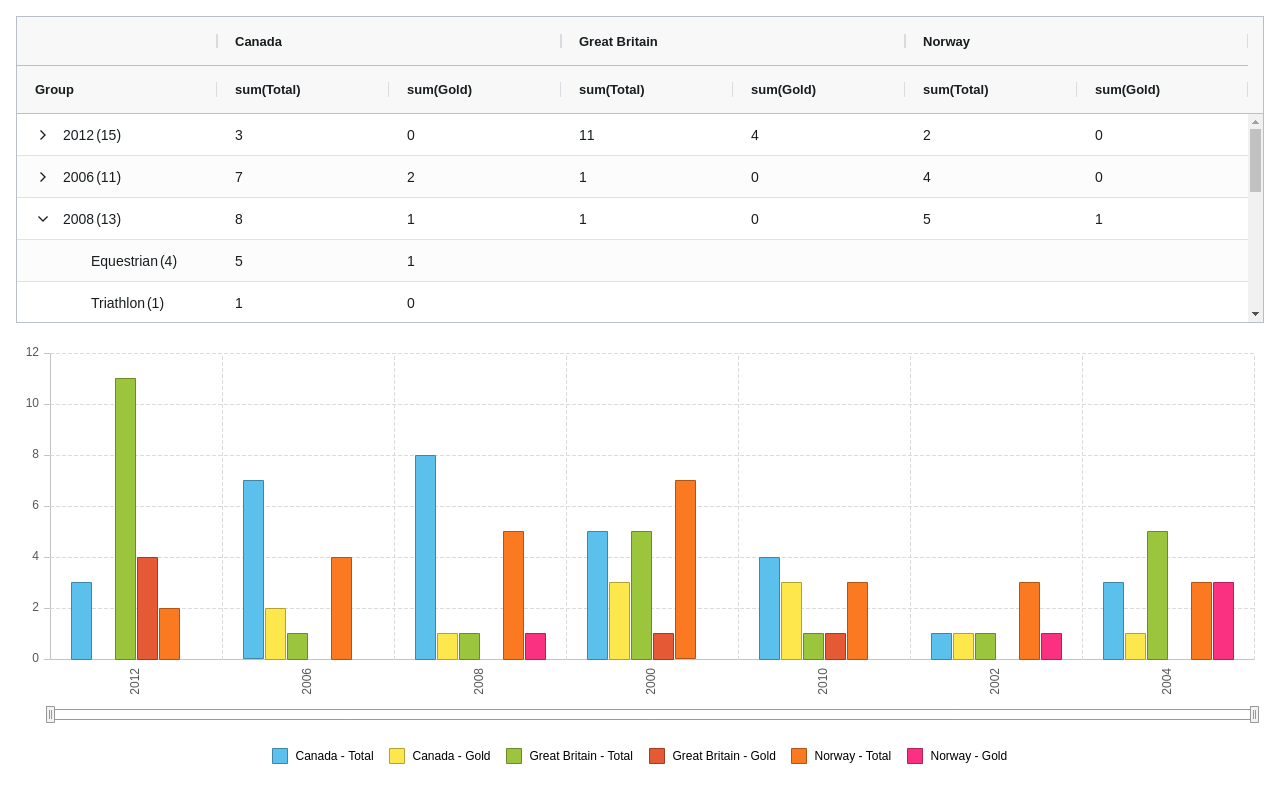 Canada Great Britain Norway
Group sum(Total) sum(Gold) sum(Total) sum(Gold) sum(Total) sum(Gold)
2012 (15) 3 0 11 4 2 0
2006 (11) 7 2 1 0 4 0
2008 (13) 8 1 1 0 5 1
Equestrian (4) 5 1
Triathlon (1) 1 0
12
10
8
6
4
2
0
2012 2006 2008 2000 2010 2002 2004
Canada - Total Canada - Gold Great Britain - Total Great Britain - Gold Norway - Total Norway - Gold